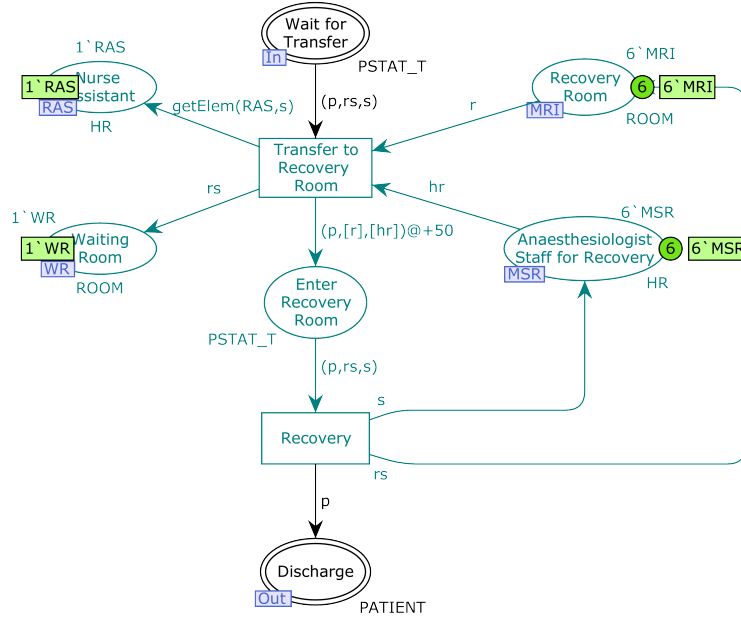 Wait for
Transfer
In
PSTAT_T
1`RAS
1`RAS
Nurse
ssistant
RAS
HR
getElem(RAS,s)
(p,rs,s)
6`MRI
Recovery
Room
6
6`MRI
MRI
ROOM
r
Transfer to
Recovery
Room
rs
hr
1`WR
1`WR
Waiting
Room
WR
ROOM
(p,[r],[hr])@+50
6`MSR
Anaesthesiologist
Staff for Recovery
6
6`MSR
MSR
HR
Enter
Recovery
Room
PSTAT_T
(p,rs,s)
s
Recovery
rs
p
Discharge
Out
PATIENT